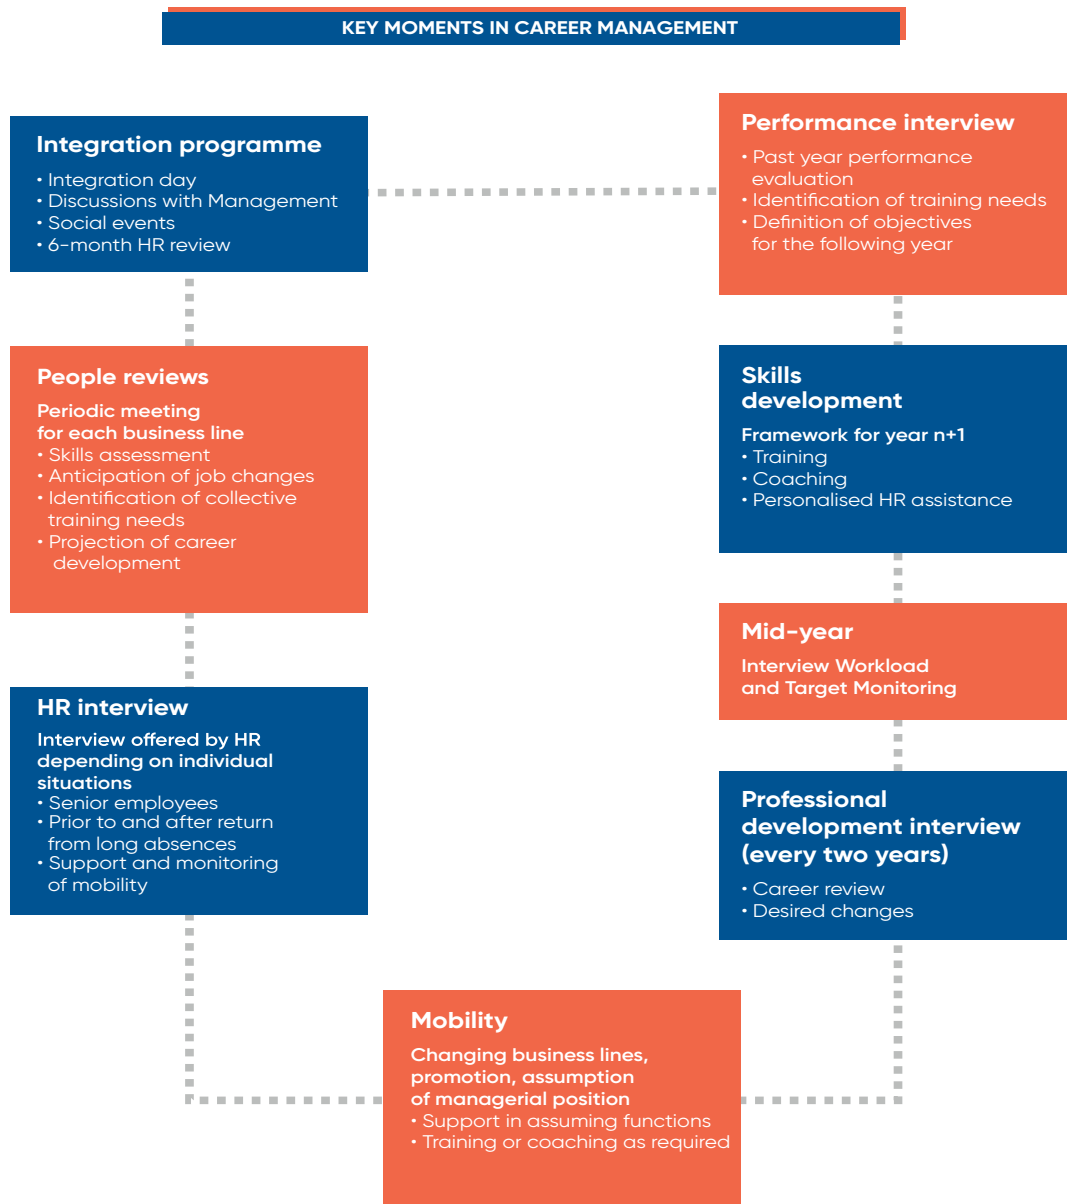 KEY MOMENTS IN CAREER MANAGEMENT
Integration programme
• Integration day
• Discussions with Management
• Social events
• 6-month HR review
Performance interview
• Past year performance
evaluation
• Identification of training needs
• Definition of objectives
for the following year
People reviews
Periodic meeting
for each business line
• Skills assessment
• Anticipation of job changes
• Identification of collective
training needs
• Projection of career
development
Skills
development
Framework for year n+1
• Training
• Coaching
• Personalised HR assistance
Mid-year
Interview Workload
and Target Monitoring
HR interview
Interview offered by HR
depending on individual
situations
• Senior employees
• Prior to and after return
from long absences
• Support and monitoring
of mobility
Professional
development interview
(every two years)
• Career review
• Desired changes
Mobility
Changing business lines,
promotion, assumption
of managerial position
• Support in assuming functions
• Training or coaching as required